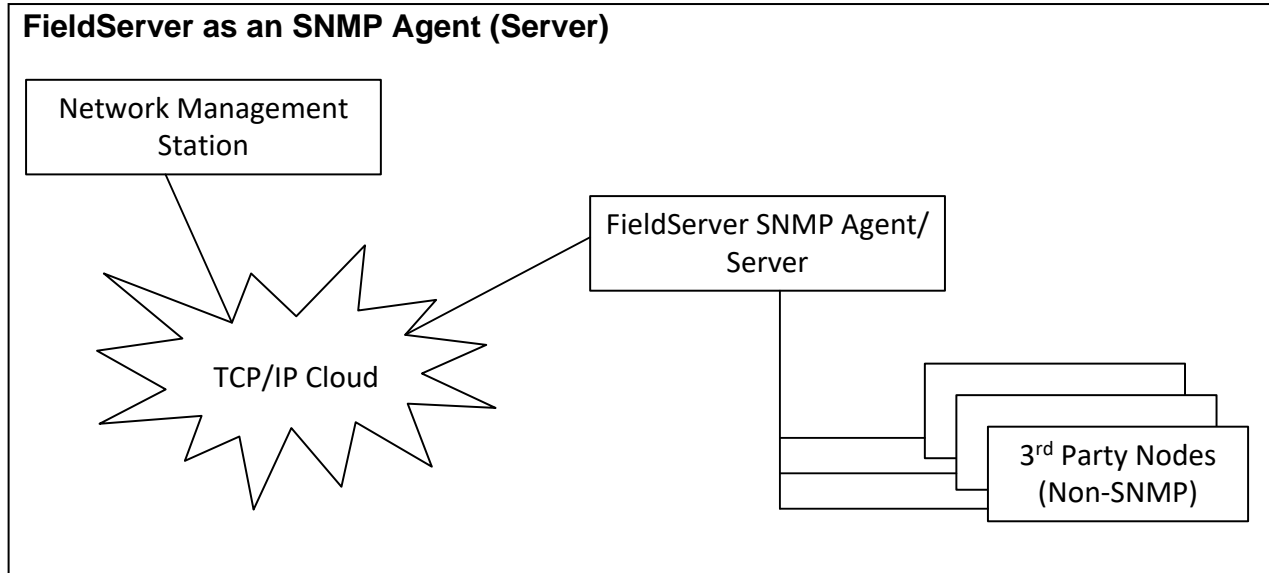 FieldServer as an SNMP Agent (Server)
Network Management
Station
FieldServer SNMP Agent/
Server
TCP/IP Cloud
3rd Party Nodes
(Non-SNMP)